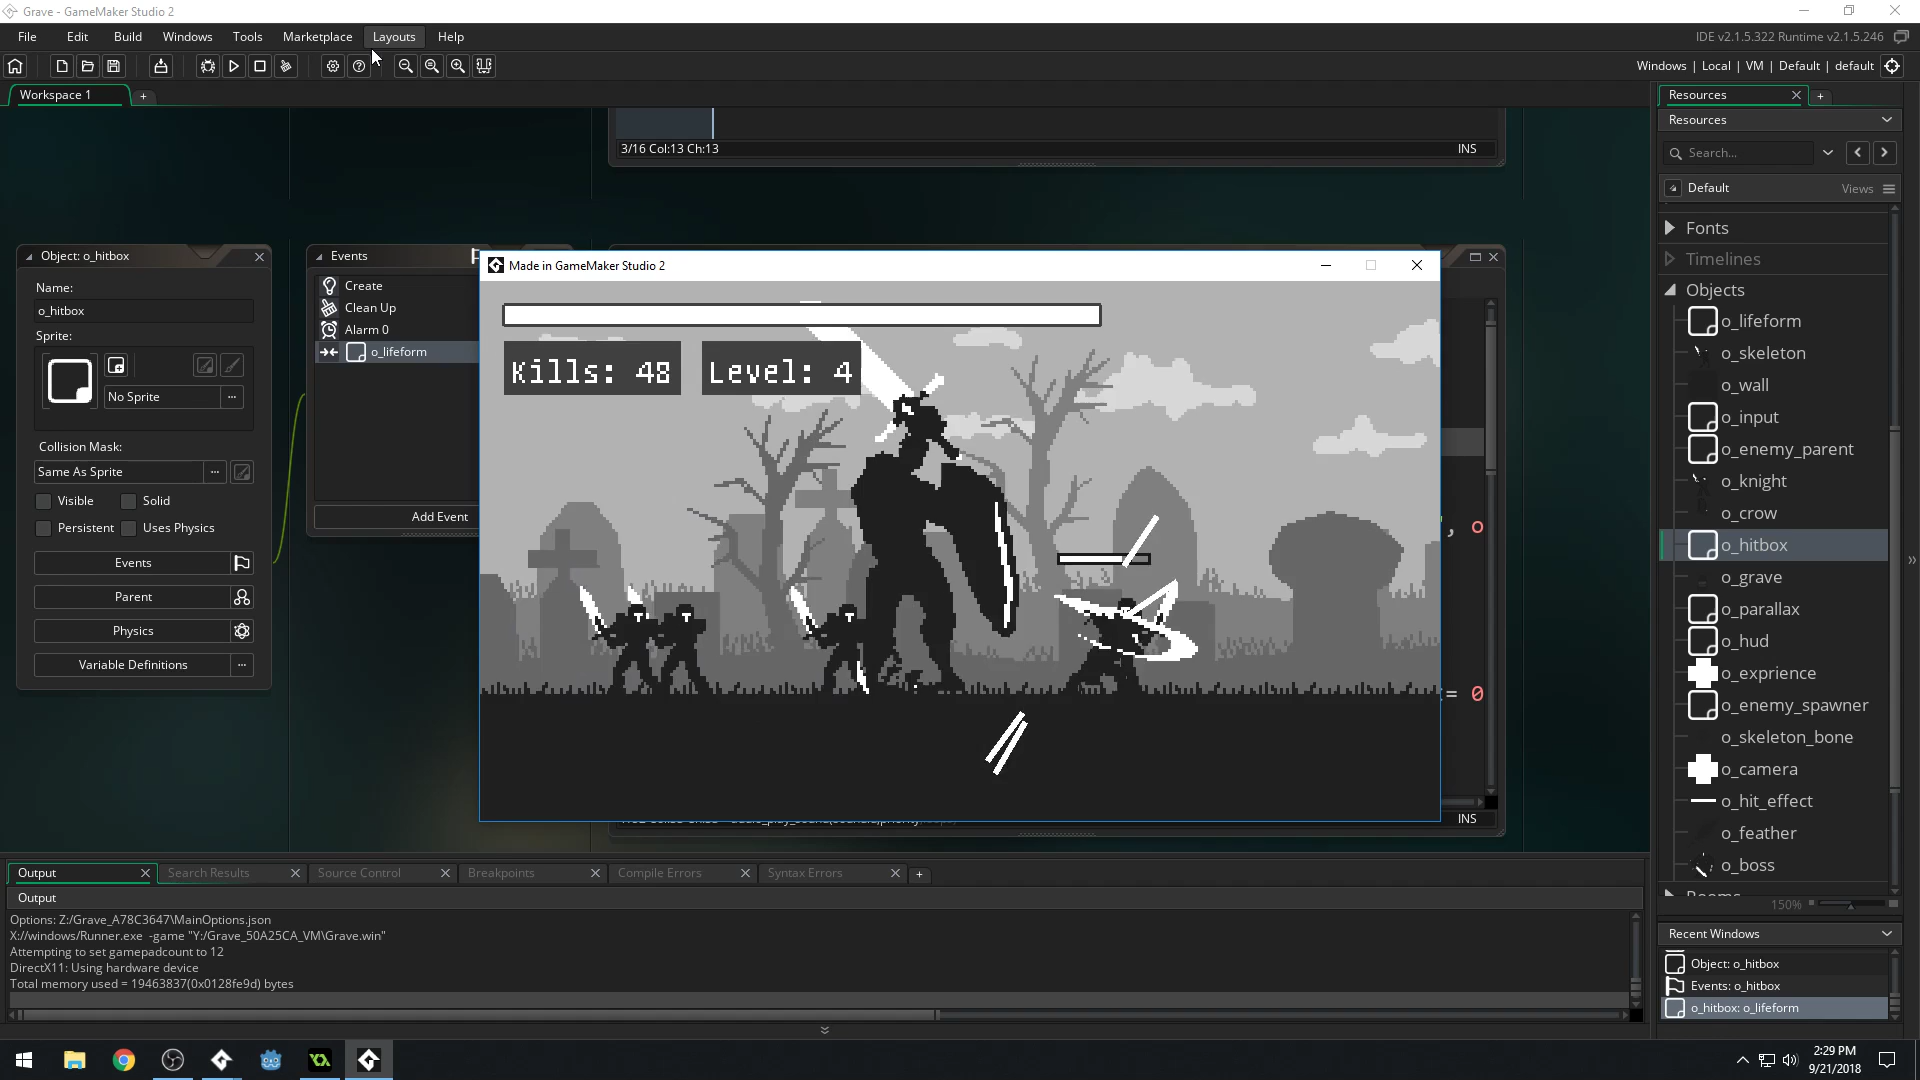 Grave - GameMaker Studio 2
File Edit Build Windows Tools Marketplace Layouts Help
IDE v2.1.5.322 Runtime v2.1.5.246
Windows | Local | VM | Default | default
Workspace 1
3/16 Col:13 Ch:13
INS
Object: o_hitbox
Name:
o_hitbox
Sprite:
No Sprite
Collision Mask:
Same As Sprite
Visible Solid
Persistent Uses Physics
Events
Parent
Physics
Variable Definitions
Events
Create
Clean Up
Alarm 0
o_lifeform
Add Event
Made in GameMaker Studio 2
Kills: 48 Level: 4
, o
= 0
INS
Resources
Resources
Search...
Default
Views
Fonts
Timelines
Objects
o_lifeform
o_skeleton
o_wall
o_input
o_enemy_parent
o_knight
o_crow
o_hitbox
o_grave
o_parallax
o_hud
o_exprience
o_enemy_spawner
o_skeleton_bone
o_camera
o_hit_effect
o_feather
o_boss
Rooms
150%
Recent Windows
Object: o_hitbox
Events: o_hitbox
o_hitbox: o_lifeform
Output Search Results Source Control Breakpoints Compile Errors Syntax Errors
Output
Options: Z:/Grave_A78C3647\MainOptions.json
X://windows/Runner.exe -game "Y:/Grave_50A25CA_VM\Grave.win"
Attempting to set gamepadcount to 12
DirectX11: Using hardware device
Total memory used = 19463837(0x0128fe9d) bytes
2:29 PM
9/21/2018